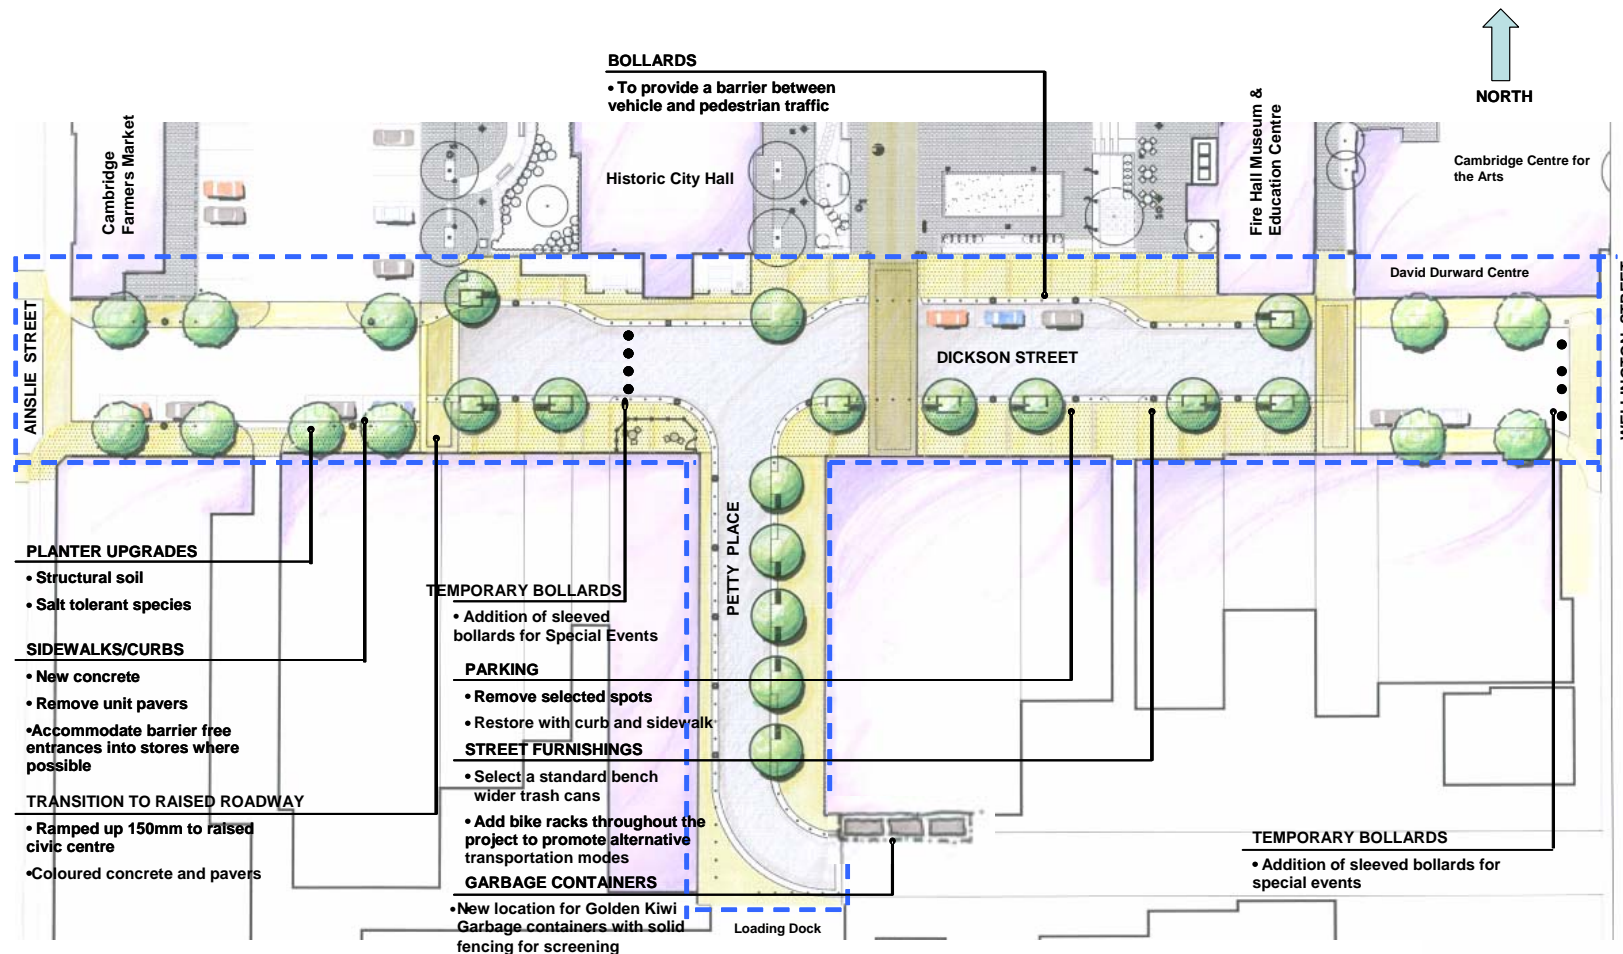 BOLLARDS
• To provide a barrier between
vehicle and pedestrian traffic
NORTH
Cambridge
Farmers Market
Historic City Hall
Fire Hall Museum &
Education Centre
Cambridge Centre for
the Arts
David Durward Centre
AINSLIE STREET
DICKSON STREET
WELLINGTON STREET
PETTY PLACE
PLANTER UPGRADES
• Structural soil
• Salt tolerant species
SIDEWALKS/CURBS
• New concrete
• Remove unit pavers
•Accommodate barrier free
entrances into stores where
possible
TRANSITION TO RAISED ROADWAY
• Ramped up 150mm to raised
civic centre
•Coloured concrete and pavers
TEMPORARY BOLLARDS
• Addition of sleeved
bollards for Special Events
PARKING
• Remove selected spots
• Restore with curb and sidewalk
STREET FURNISHINGS
• Select a standard bench
wider trash cans
• Add bike racks throughout the
project to promote alternative
transportation modes
GARBAGE CONTAINERS
•New location for Golden Kiwi
Garbage containers with solid
fencing for screening
Loading Dock
TEMPORARY BOLLARDS
• Addition of sleeved bollards for
special events